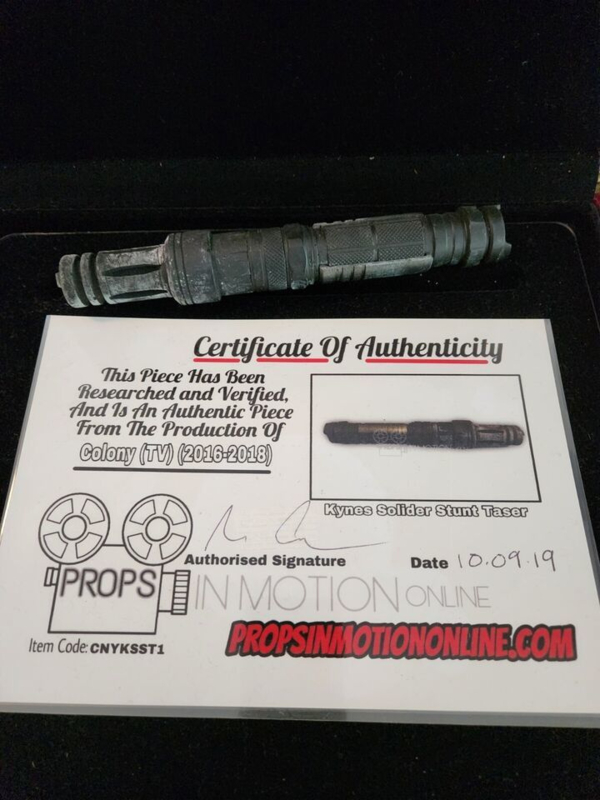 Certificate Of Authenticity
This Piece Has Been
Researched and Verified,
And Is An Authentic Piece
From The Production Of
Colony (TV) (2016-2018)
Kynes Solider Stunt Taser
Authorised Signature
Date 10.09.19
PROPS IN MOTION ONLINE
Item Code: CNYKSST1
PROPSINMOTIONONLINE.COM